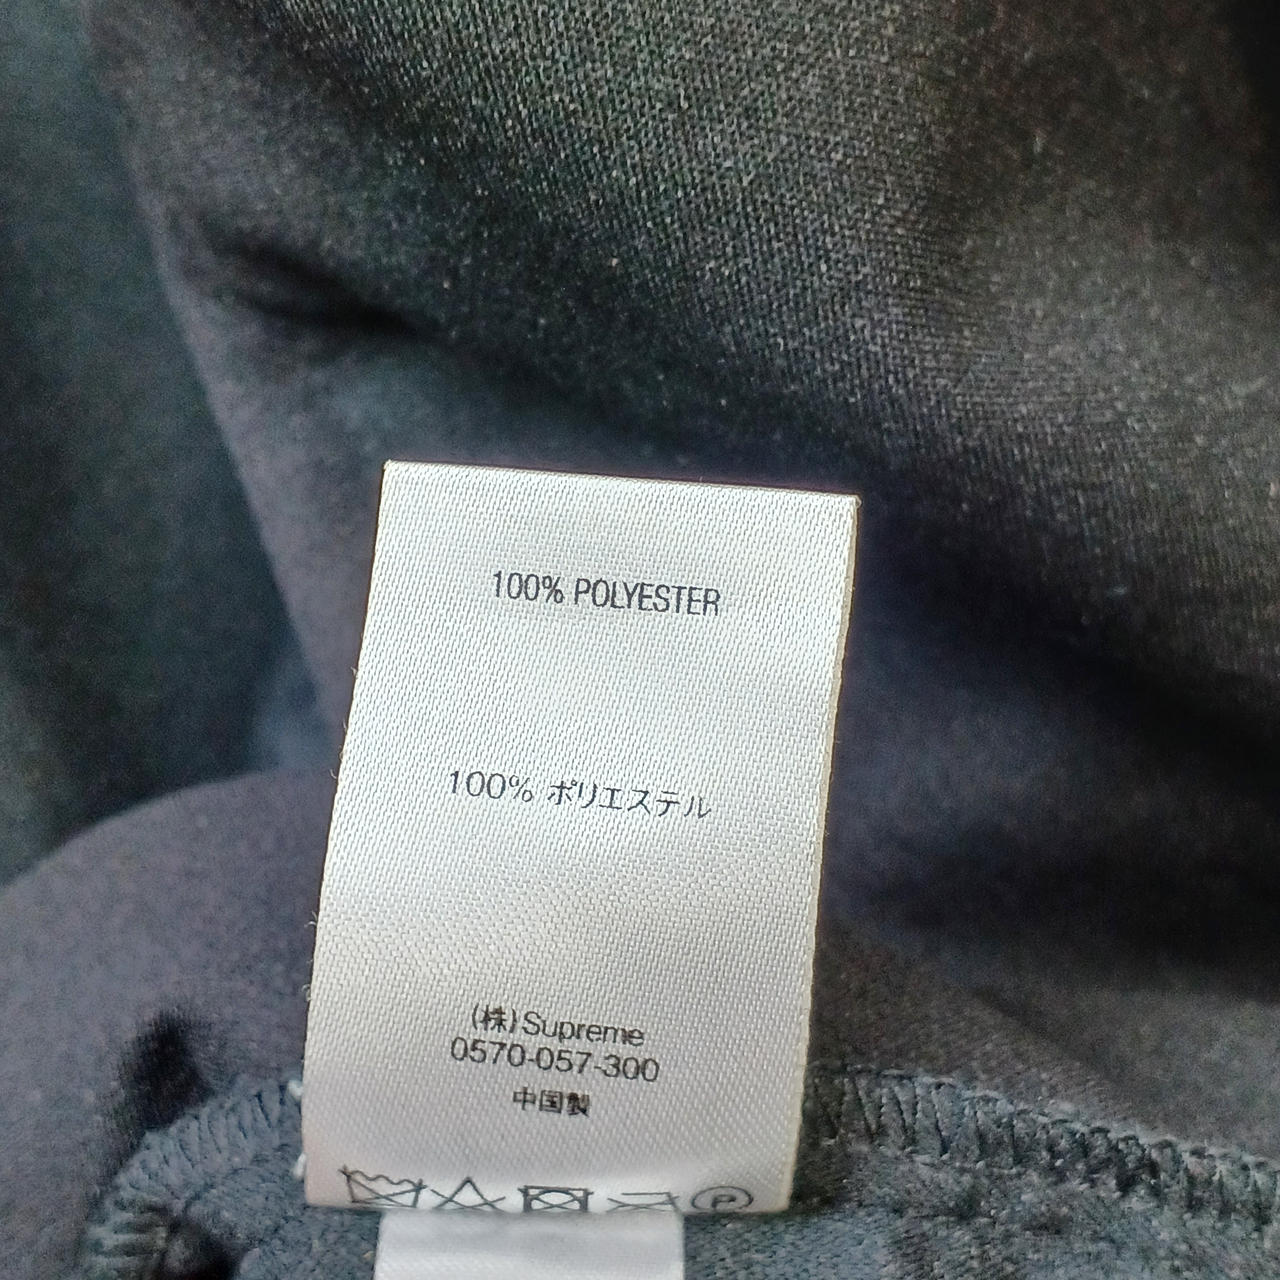 100% POLYESTER
100% ポリエステル
(株)Supreme
0570-057-300
中国製
P